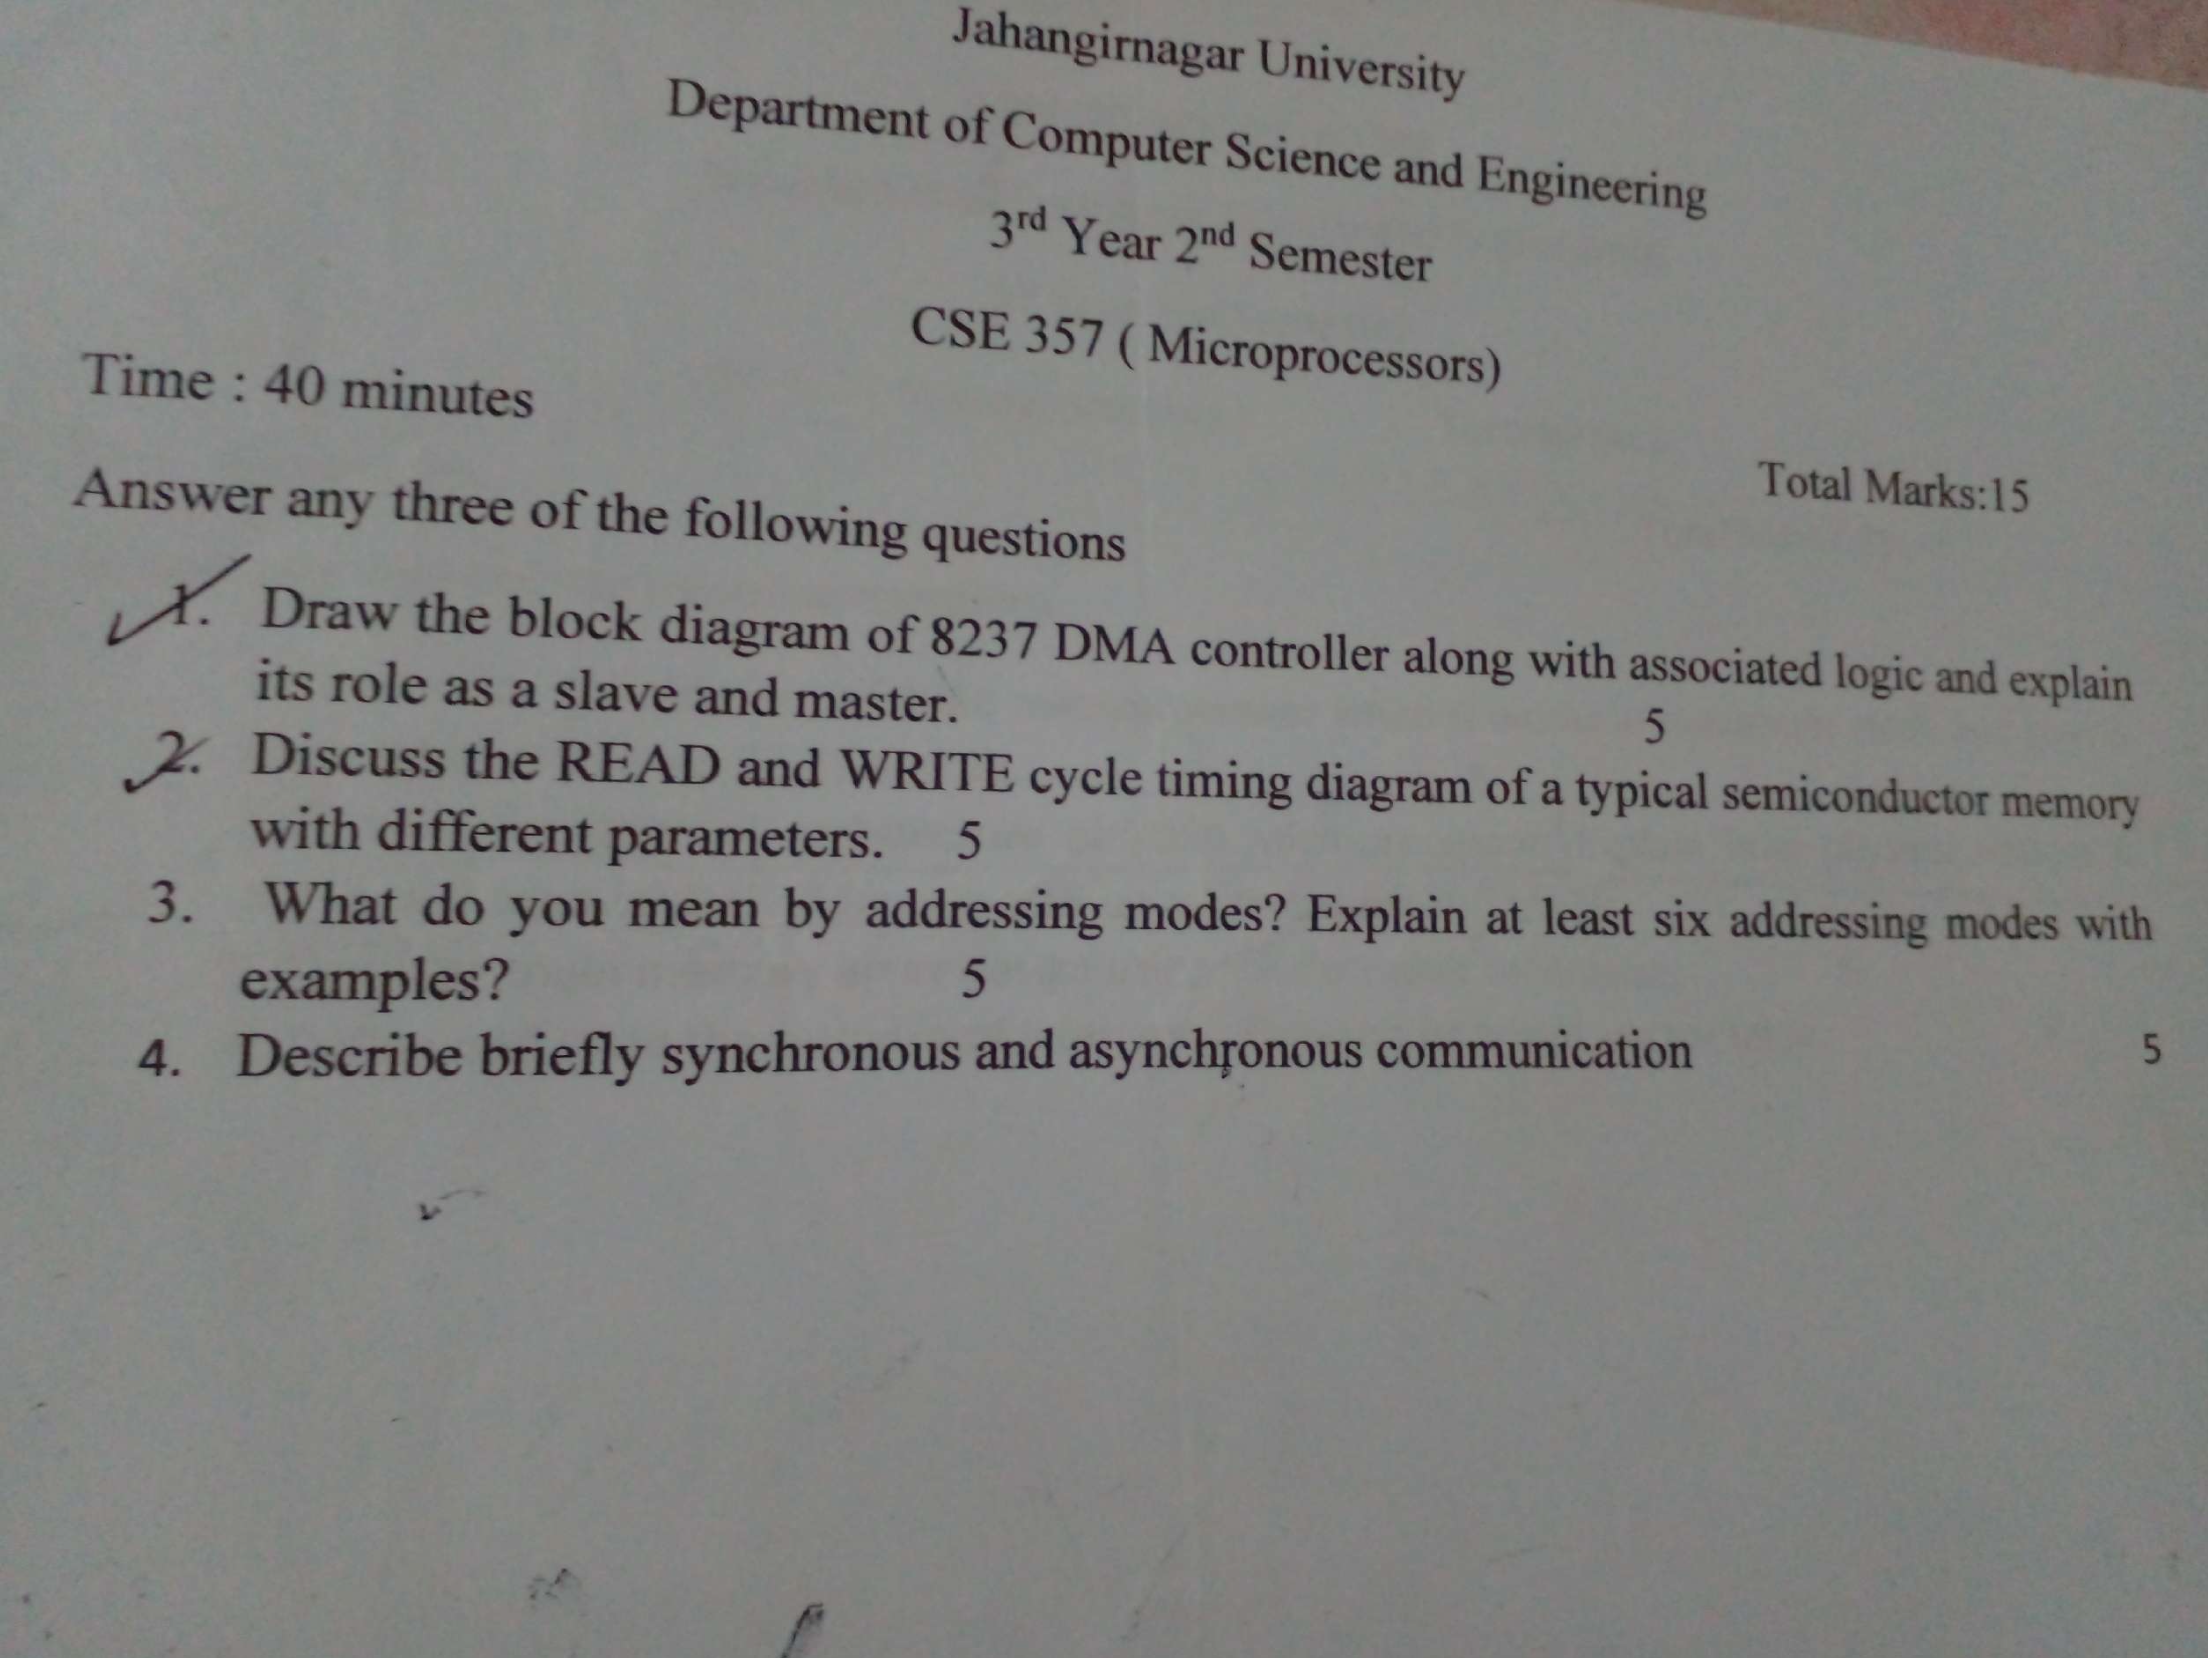 Jahangirnagar University
Department of Computer Science and Engineering
3rd Year 2nd Semester
CSE 357 ( Microprocessors)
Time : 40 minutes
Total Marks:15
Answer any three of the following questions
1. Draw the block diagram of 8237 DMA controller along with associated logic and explain
its role as a slave and master. 5
2. Discuss the READ and WRITE cycle timing diagram of a typical semiconductor memory
with different parameters. 5
3. What do you mean by addressing modes? Explain at least six addressing modes with
examples? 5
4. Describe briefly synchronous and asynchronous communication 5